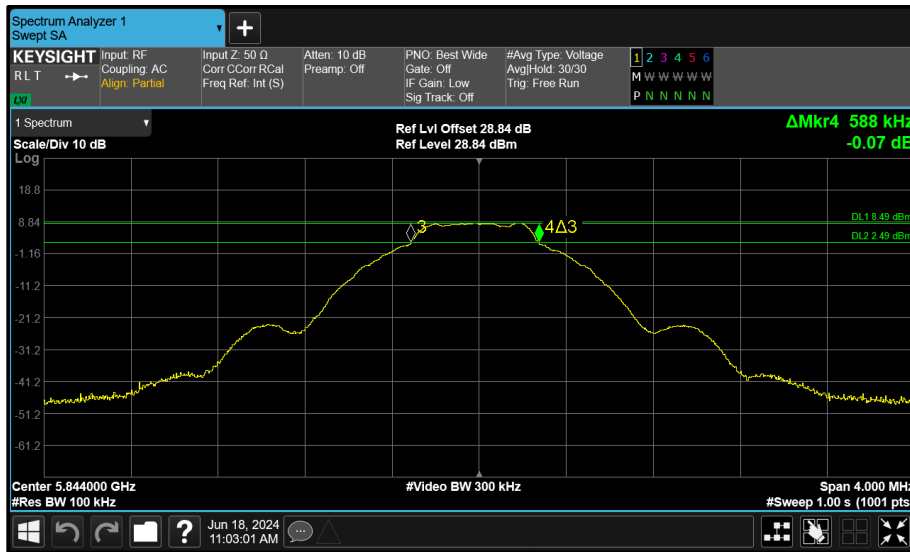 Spectrum Analyzer 1
Swept SA
+
KEYSIGHT
RLT
LXI
Input: RF
Coupling: AC
Align: Partial
Input Z: 50 Ω
Corr CCorr RCal
Freq Ref: Int (S)
Atten: 10 dB
Preamp: Off
PNO: Best Wide
Gate: Off
IF Gain: Low
Sig Track: Off
#Avg Type: Voltage
Avg|Hold: 30/30
Trig: Free Run
1 2 3 4 5 6
M W W W W W
P N N N N N
1 Spectrum
Scale/Div 10 dB
Ref Lvl Offset 28.84 dB
Ref Level 28.84 dBm
ΔMkr4 588 kHz
-0.07 dB
Log
18.8
8.84
-1.16
-11.2
-21.2
-31.2
-41.2
-51.2
-61.2
3
4Δ3
DL1 8.49 dBm
DL2 2.49 dBm
Center 5.844000 GHz
#Res BW 100 kHz
#Video BW 300 kHz
Span 4.000 MHz
#Sweep 1.00 s (1001 pts
?
Jun 18, 2024
11:03:01 AM